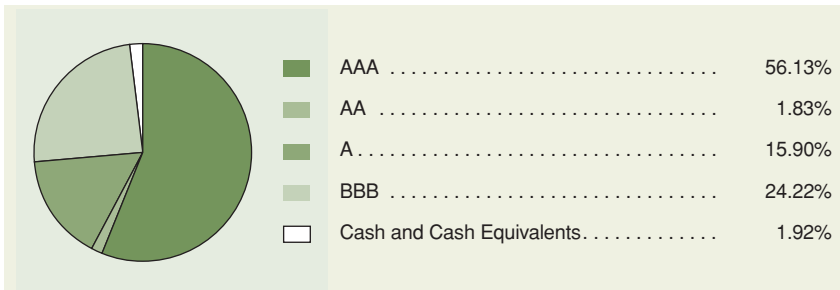 AAA . . . . . . . . . . . . . . . . . . . . . . . . . . . . . . . 56.13%
AA . . . . . . . . . . . . . . . . . . . . . . . . . . . . . . . . 1.83%
A . . . . . . . . . . . . . . . . . . . . . . . . . . . . . . . . . . 15.90%
BBB . . . . . . . . . . . . . . . . . . . . . . . . . . . . . . . 24.22%
Cash and Cash Equivalents . . . . . . . . . . . . . 1.92%